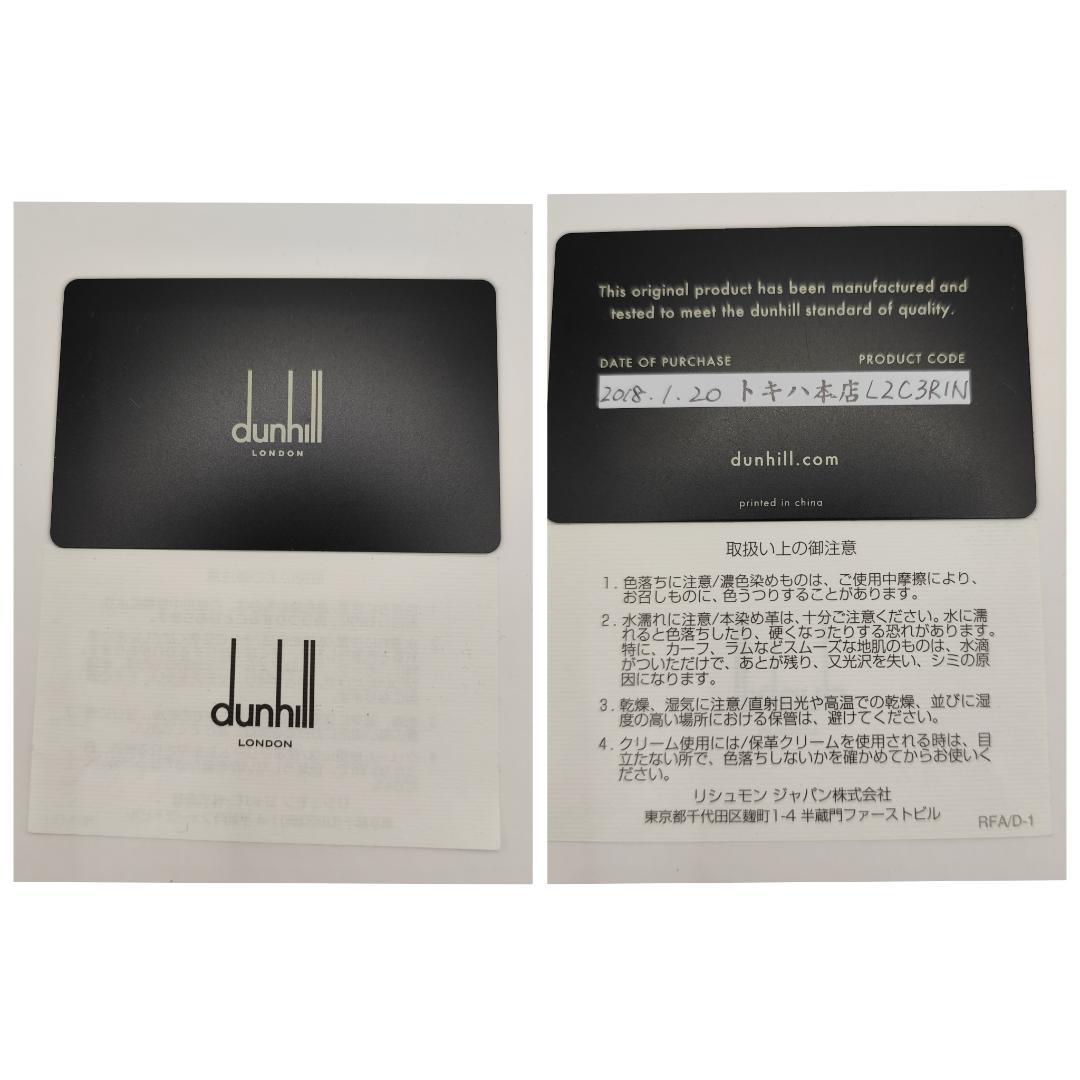 dunhill
LONDON
dunhill
LONDON
This original product has been manufactured and
tested to meet the dunhill standard of quality.
DATE OF PURCHASE PRODUCT CODE
2018.1.20 トキハ本店 L2C3R1N
dunhill.com
printed in china
取扱い上の御注意
1. 色落ちに注意/濃色染めものは、ご使用中摩擦により、
お召しものに、色うつりすることがあります。
2. 水濡れに注意/本染め革は、十分ご注意ください。水に濡
れると色落ちしたり、硬くなったりする恐れがあります。
特に、カーフ、ラムなどスムーズな地肌のものは、水滴
がついただけで、あとが残り、又光沢を失い、シミの原
因になります。
3. 乾燥、湿気に注意/直射日光や高温での乾燥、並びに湿
度の高い場所における保管は、避けてください。
4. クリーム使用には/保革クリームを使用される時は、目
立たない所で、色落ちしないかを確かめてからお使いく
ださい。
リシュモン ジャパン株式会社
東京都千代田区麹町1-4 半蔵門ファーストビル
RFA/D-1